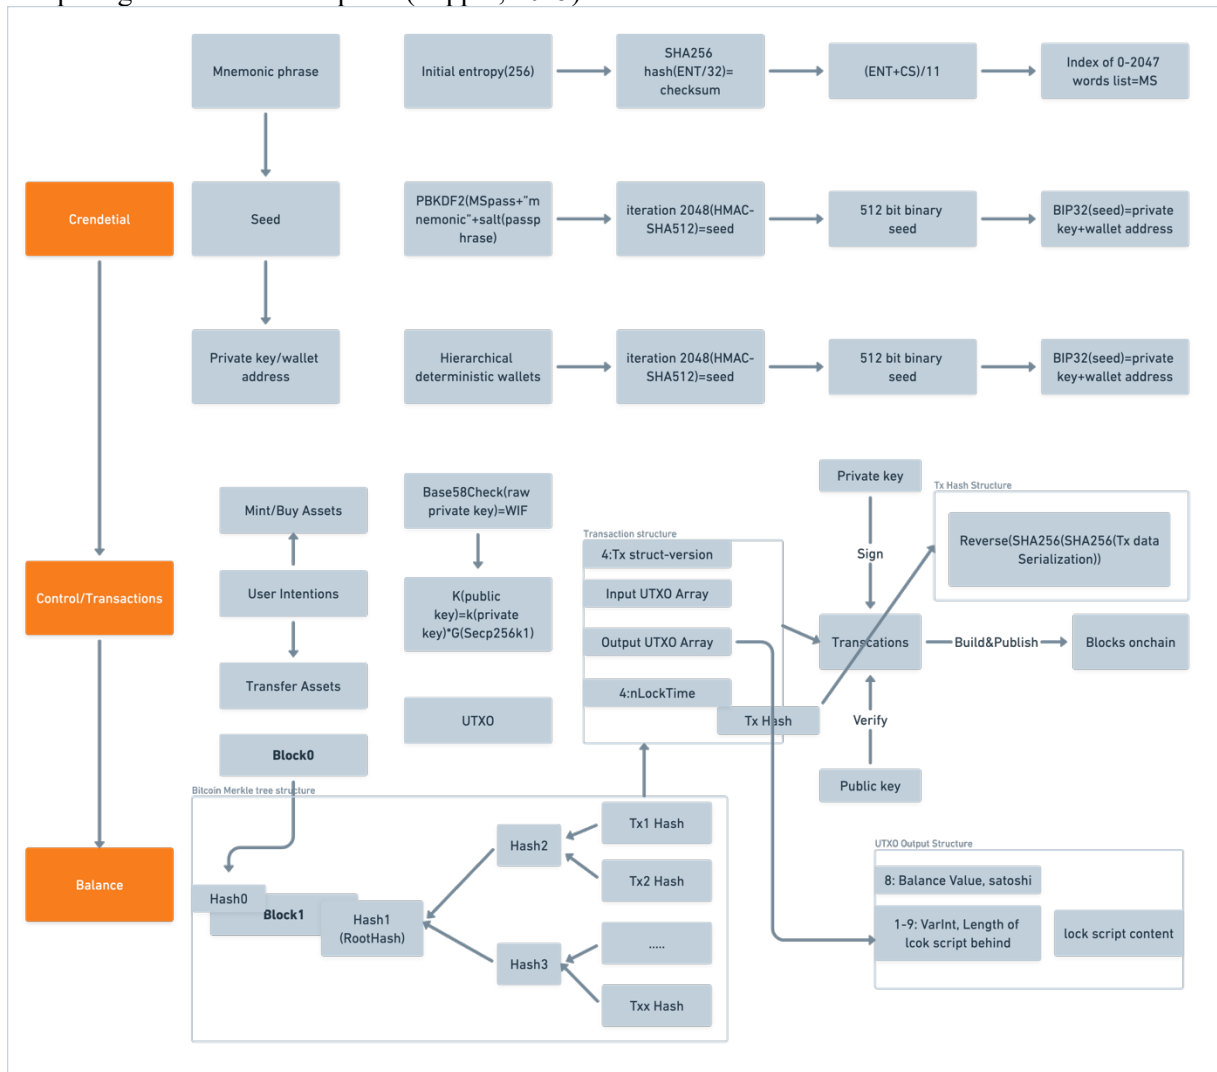 Mnemonic phrase
Initial entropy(256)
SHA256
hash(ENT/32)=
checksum
(ENT+CS)/11
Index of 0-2047
words list=MS
Crendetial
Seed
PBKDF2(MSpass+"m
nemonic"+salt(passp
hrase)
iteration 2048(HMAC-
SHA512)=seed
512 bit binary
seed
BIP32(seed)=private
key+wallet address
Private key/wallet
address
Hierarchical
deterministic wallets
iteration 2048(HMAC-
SHA512)=seed
512 bit binary
seed
BIP32(seed)=private
key+wallet address
Mint/Buy Assets
User Intentions
Transfer Assets
Control/Transactions
Base58Check(raw
private key)=WIF
K(public
key)=k(private
key)*G(Secp256k1)
UTXO
Transaction structure
4:Tx struct-version
Input UTXO Array
Output UTXO Array
4:nLockTime
Tx Hash
Private key
Sign
Transcations
Verify
Public key
Build&Publish
Blocks onchain
Tx Hash Structure
Reverse(SHA256(SHA256(Tx data
Serialization))
Block0
Bitcoin Merkle tree structure
Balance
Hash0
Block1
Hash1
(RootHash)
Hash2
Hash3
Tx1 Hash
Tx2 Hash
.....
Txx Hash
UTXO Output Structure
8: Balance Value, satoshi
1-9: VarInt, Length of
lcok script behind
lock script content